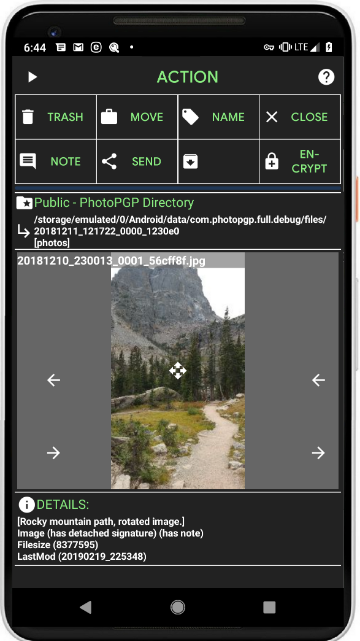 6:44
LTE
ACTION
TRASH
MOVE
NAME
CLOSE
NOTE
SEND
EN-
CRYPT
Public - PhotoPGP Directory
/storage/emulated/0/Android/data/com.photopgp.full.debug/files/
20181211_121722_0000_1230e0
[photos]
20181210_230013_0001_56cff8f.jpg
DETAILS:
[Rocky mountain path, rotated image.]
Image (has detached signature) (has note)
Filesize (8377595)
LastMod (20190219_225348)